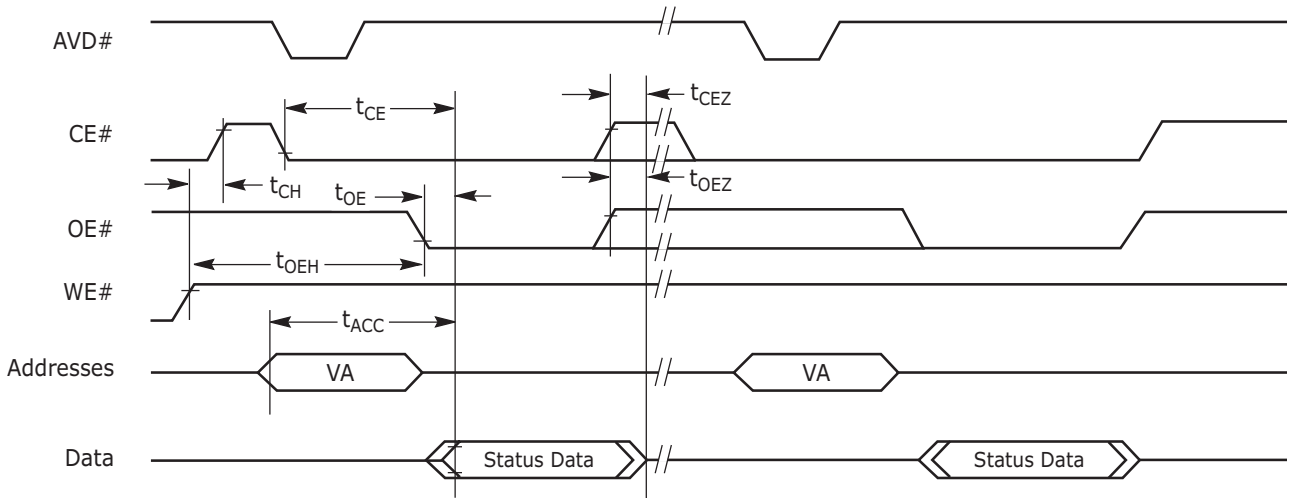 AVD#
tCEZ
tCE
CE#
tCH
tOE
tOEZ
OE#
tOEH
WE#
tACC
Addresses
VA
VA
Data
Status Data
Status Data